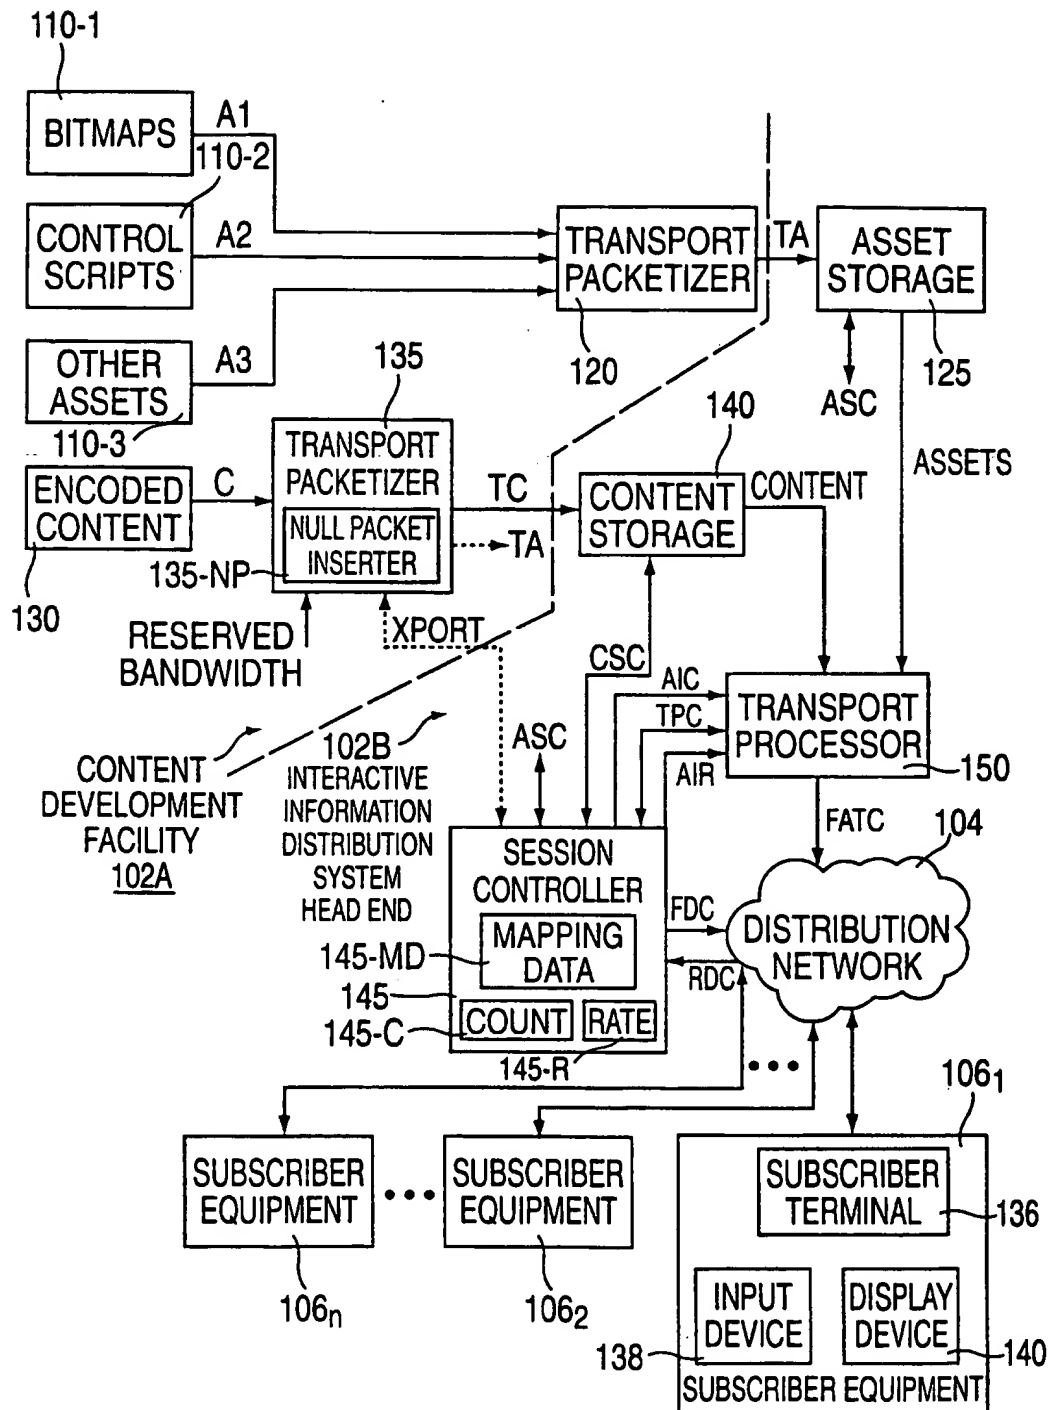 110-1
BITMAPS
A1
110-2
CONTROL
SCRIPTS
A2
TRANSPORT
PACKETIZER
120
TA
ASSET
STORAGE
125
ASC
OTHER
ASSETS
A3
110-3
135
TRANSPORT
PACKETIZER
NULL PACKET
INSERTER
135-NP
ENCODED
CONTENT
C
130
TC
TA
140
CONTENT
STORAGE
CONTENT
ASSETS
RESERVED
BANDWIDTH
XPORT
CSC
AIC
TPC
AIR
TRANSPORT
PROCESSOR
150
CONTENT
DEVELOPMENT
FACILITY
102A
102B
INTERACTIVE
INFORMATION
DISTRIBUTION
SYSTEM
HEAD END
ASC
FATC
104
SESSION
CONTROLLER
MAPPING
DATA
145-MD
145
145-C
COUNT
RATE
145-R
FDC
RDC
DISTRIBUTION
NETWORK
SUBSCRIBER
EQUIPMENT
106n
SUBSCRIBER
EQUIPMENT
1062
1061
SUBSCRIBER
TERMINAL
136
INPUT
DEVICE
138
DISPLAY
DEVICE
140
SUBSCRIBER EQUIPMENT